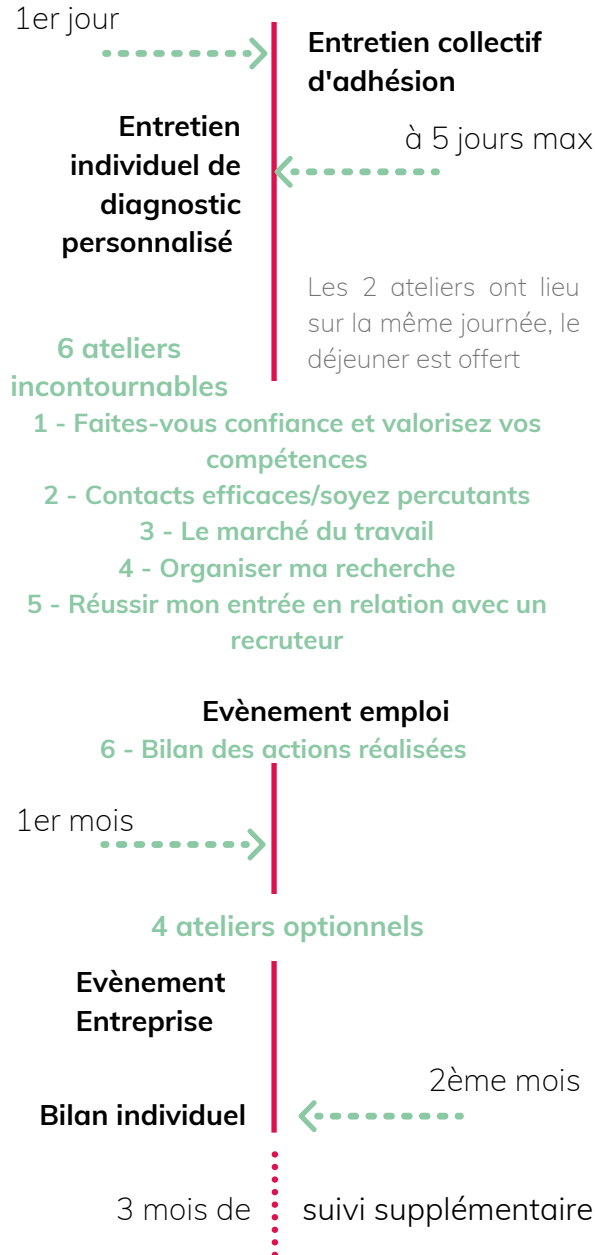 1er jour
Entretien collectif
d'adhésion
Entretien
individuel de
diagnostic
personnalisé
à 5 jours max
Les 2 ateliers ont lieu
sur la même journée, le
déjeuner est offert
6 ateliers
incontournables
1 - Faites-vous confiance et valorisez vos
compétences
2 - Contacts efficaces/soyez percutants
3 - Le marché du travail
4 - Organiser ma recherche
5 - Réussir mon entrée en relation avec un
recruteur
Evènement emploi
6 - Bilan des actions réalisées
1er mois
4 ateliers optionnels
Evènement
Entreprise
2ème mois
Bilan individuel
3 mois de suivi supplémentaire